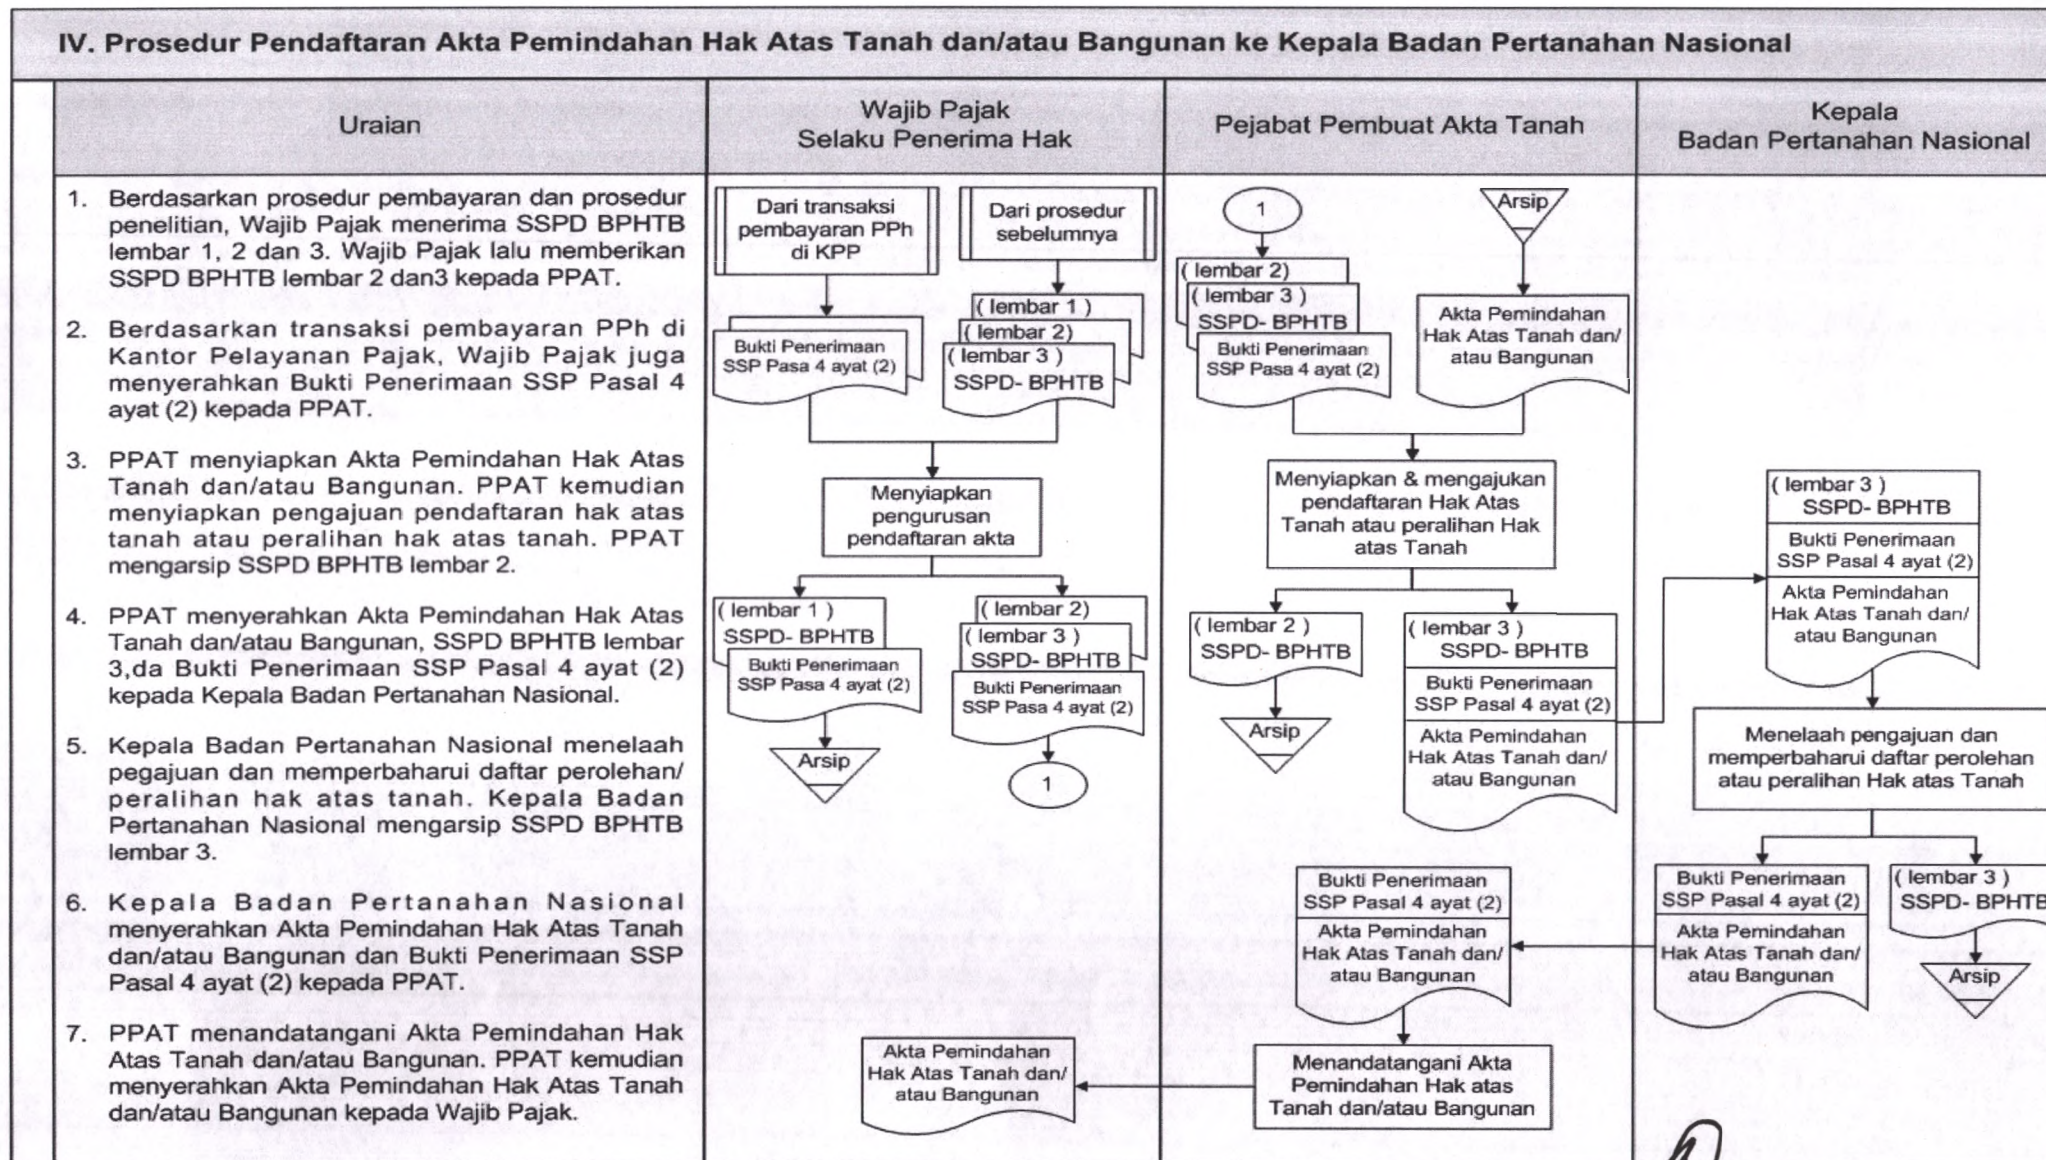 IV. Prosedur Pendaftaran Akta Pemindahan Hak Atas Tanah dan/atau Bangunan ke Kepala Badan Pertanahan Nasional
Uraian
Wajib Pajak
Selaku Penerima Hak
Pejabat Pembuat Akta Tanah
Kepala
Badan Pertanahan Nasional
1. Berdasarkan prosedur pembayaran dan prosedur
penelitian, Wajib Pajak menerima SSPD BPHTB
lembar 1, 2 dan 3. Wajib Pajak lalu memberikan
SSPD BPHTB lembar 2 dan3 kepada PPAT.
2. Berdasarkan transaksi pembayaran PPh di
Kantor Pelayanan Pajak, Wajib Pajak juga
menyerahkan Bukti Penerimaan SSP Pasal 4
ayat (2) kepada PPAT.
3. PPAT menyiapkan Akta Pemindahan Hak Atas
Tanah dan/atau Bangunan. PPAT kemudian
menyiapkan pengajuan pendaftaran hak atas
tanah atau peralihan hak atas tanah. PPAT
mengarsip SSPD BPHTB lembar 2.
4. PPAT menyerahkan Akta Pemindahan Hak Atas
Tanah dan/atau Bangunan, SSPD BPHTB lembar
3,da Bukti Penerimaan SSP Pasal 4 ayat (2)
kepada Kepala Badan Pertanahan Nasional.
5. Kepala Badan Pertanahan Nasional menelaah
pegajuan dan memperbaharui daftar perolehan/
peralihan hak atas tanah. Kepala Badan
Pertanahan Nasional mengarsip SSPD BPHTB
lembar 3.
6. Kepala Badan Pertanahan Nasional
menyerahkan Akta Pemindahan Hak Atas Tanah
dan/atau Bangunan dan Bukti Penerimaan SSP
Pasal 4 ayat (2) kepada PPAT.
7. PPAT menandatangani Akta Pemindahan Hak
Atas Tanah dan/atau Bangunan. PPAT kemudian
menyerahkan Akta Pemindahan Hak Atas Tanah
dan/atau Bangunan kepada Wajib Pajak.
Dari transaksi
pembayaran PPh
di KPP
Dari prosedur
sebelumnya
Bukti Penerimaan
SSP Pasa 4 ayat (2)
( lembar 1 )
( lembar 2)
( lembar 3 )
SSPD- BPHTB
Menyiapkan
pengurusan
pendaftaran akta
( lembar 1 )
SSPD- BPHTB
Bukti Penerimaan
SSP Pasa 4 ayat (2)
Arsip
( lembar 2)
( lembar 3 )
SSPD- BPHTB
Bukti Penerimaan
SSP Pasa 4 ayat (2)
1
Akta Pemindahan
Hak Atas Tanah dan/
atau Bangunan
1
( lembar 2)
( lembar 3 )
SSPD- BPHTB
Bukti Penerimaan
SSP Pasa 4 ayat (2)
Arsip
Akta Pemindahan
Hak Atas Tanah dan/
atau Bangunan
Menyiapkan & mengajukan
pendaftaran Hak Atas
Tanah atau peralihan Hak
atas Tanah
( lembar 2 )
SSPD- BPHTB
Arsip
( lembar 3 )
SSPD- BPHTB
Bukti Penerimaan
SSP Pasal 4 ayat (2)
Akta Pemindahan
Hak Atas Tanah dan/
atau Bangunan
Bukti Penerimaan
SSP Pasal 4 ayat (2)
Akta Pemindahan
Hak Atas Tanah dan/
atau Bangunan
Menandatangani Akta
Pemindahan Hak atas
Tanah dan/atau Bangunan
( lembar 3 )
SSPD- BPHTB
Bukti Penerimaan
SSP Pasal 4 ayat (2)
Akta Pemindahan
Hak Atas Tanah dan/
atau Bangunan
Menelaah pengajuan dan
memperbaharui daftar perolehan
atau peralihan Hak atas Tanah
Bukti Penerimaan
SSP Pasal 4 ayat (2)
Akta Pemindahan
Hak Atas Tanah dan/
atau Bangunan
( lembar 3 )
SSPD- BPHTB
Arsip